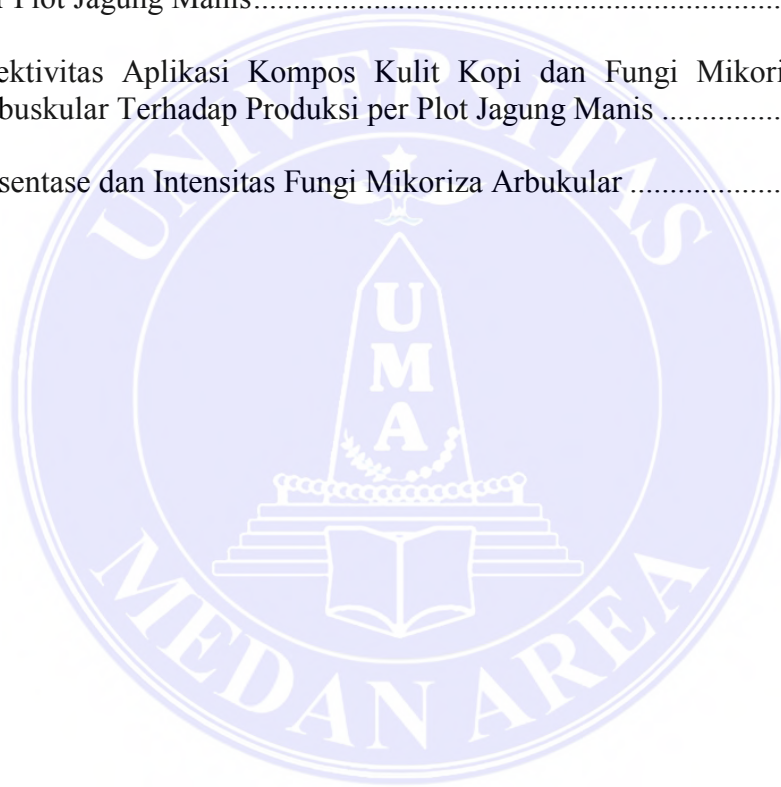 Plot Jagung Manis........................................................................
ektivitas Aplikasi Kompos Kulit Kopi dan Fungi Mikori
buskular Terhadap Produksi per Plot Jagung Manis ................
sentase dan Intensitas Fungi Mikoriza Arbukular ....................
UNIVERSITAS
U
M
A
MEDAN AREA